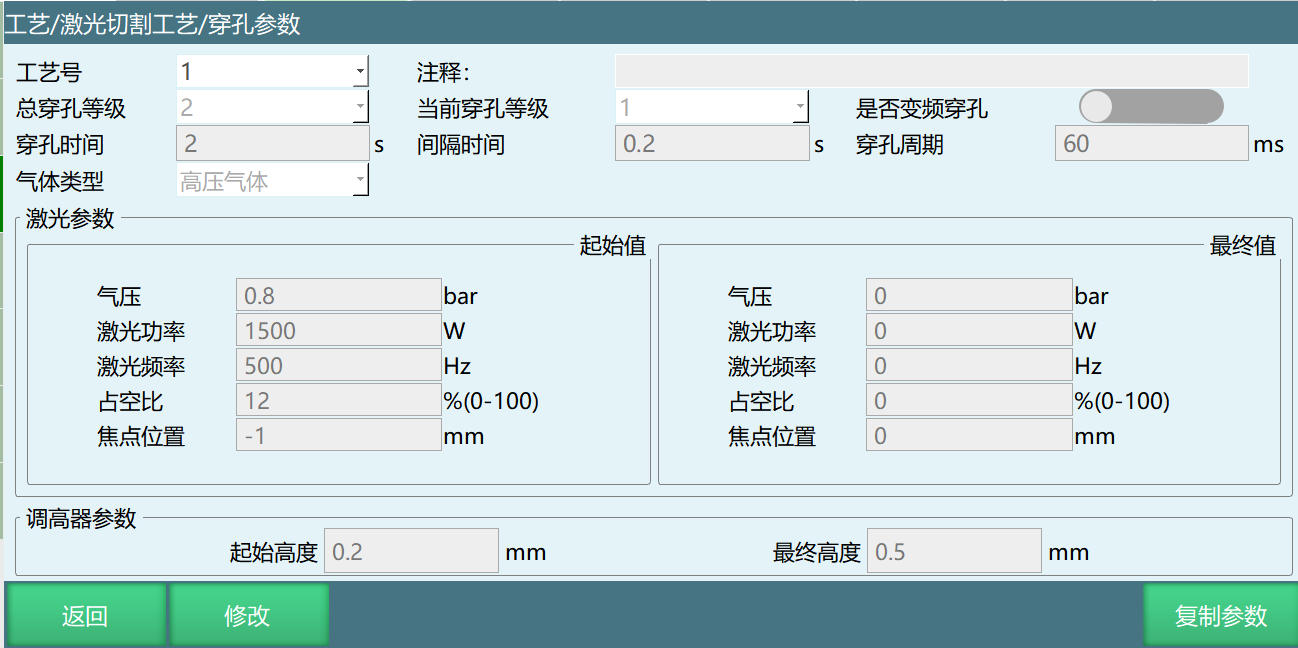 工艺/激光切割工艺/穿孔参数
工艺号 1 注释：
总穿孔等级 2 当前穿孔等级 1 是否变频穿孔
穿孔时间 2 s 间隔时间 0.2 s 穿孔周期 60 ms
气体类型 高压气体
激光参数
起始值 最终值
气压 0.8 bar 气压 0 bar
激光功率 1500 W 激光功率 0 W
激光频率 500 Hz 激光频率 0 Hz
占空比 12 %(0-100) 占空比 0 %(0-100)
焦点位置 -1 mm 焦点位置 0 mm
调高器参数
起始高度 0.2 mm 最终高度 0.5 mm
返回 修改 复制参数